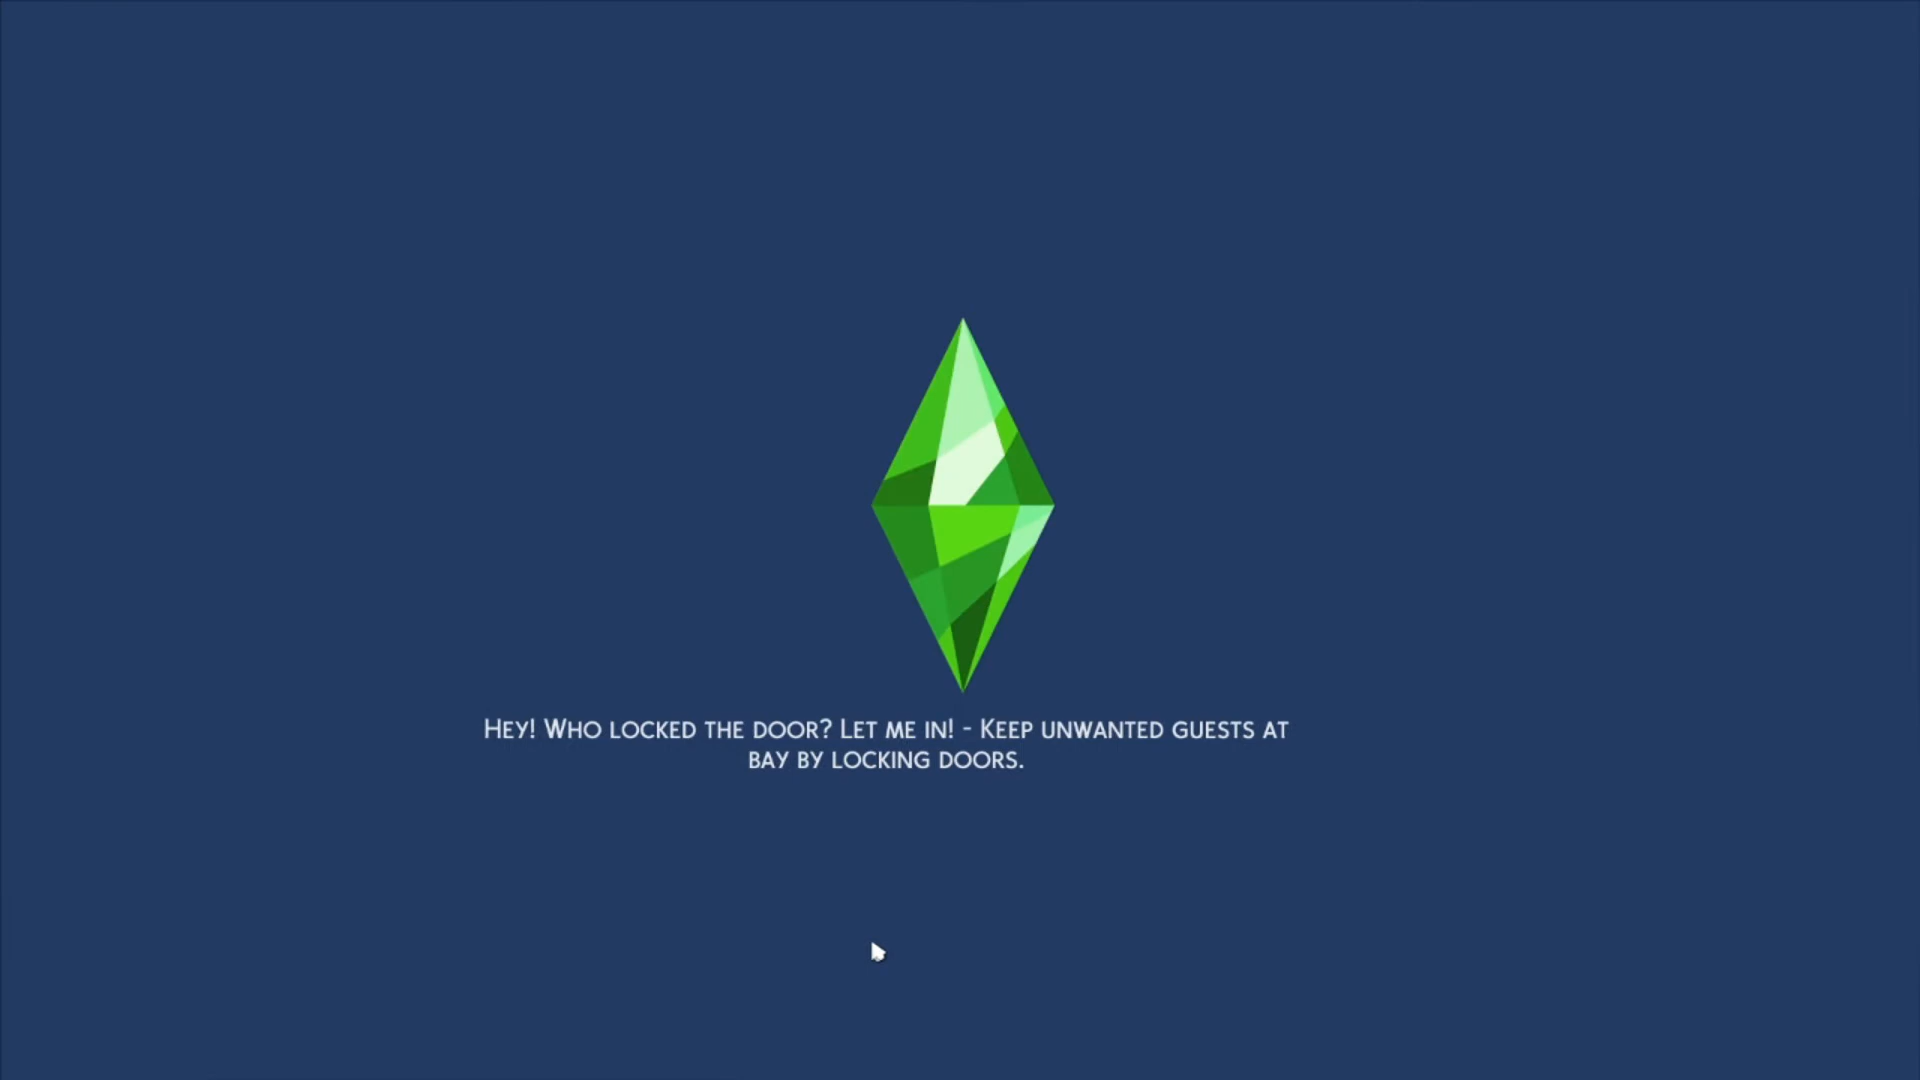 Hey! Who locked the door? Let me in! - Keep unwanted guests at
bay by locking doors.